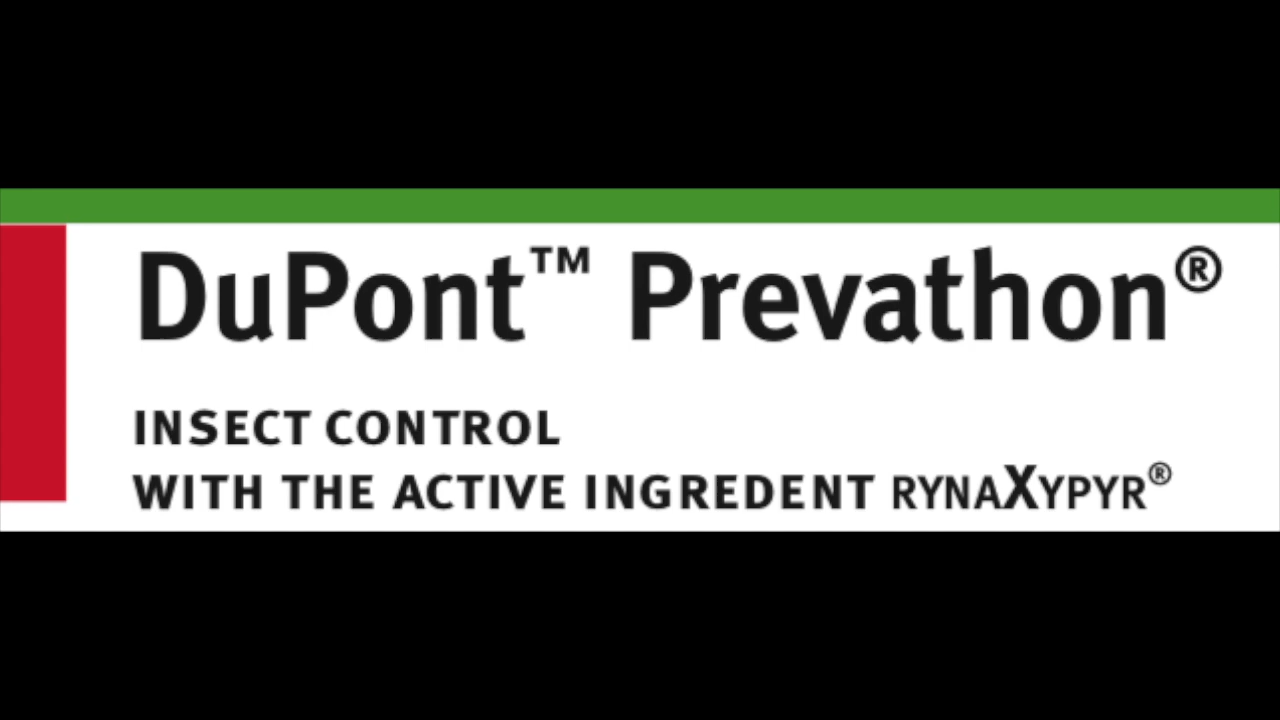 DuPont™ Prevathon®
INSECT CONTROL
WITH THE ACTIVE INGREDENT RYNAXYPYR®